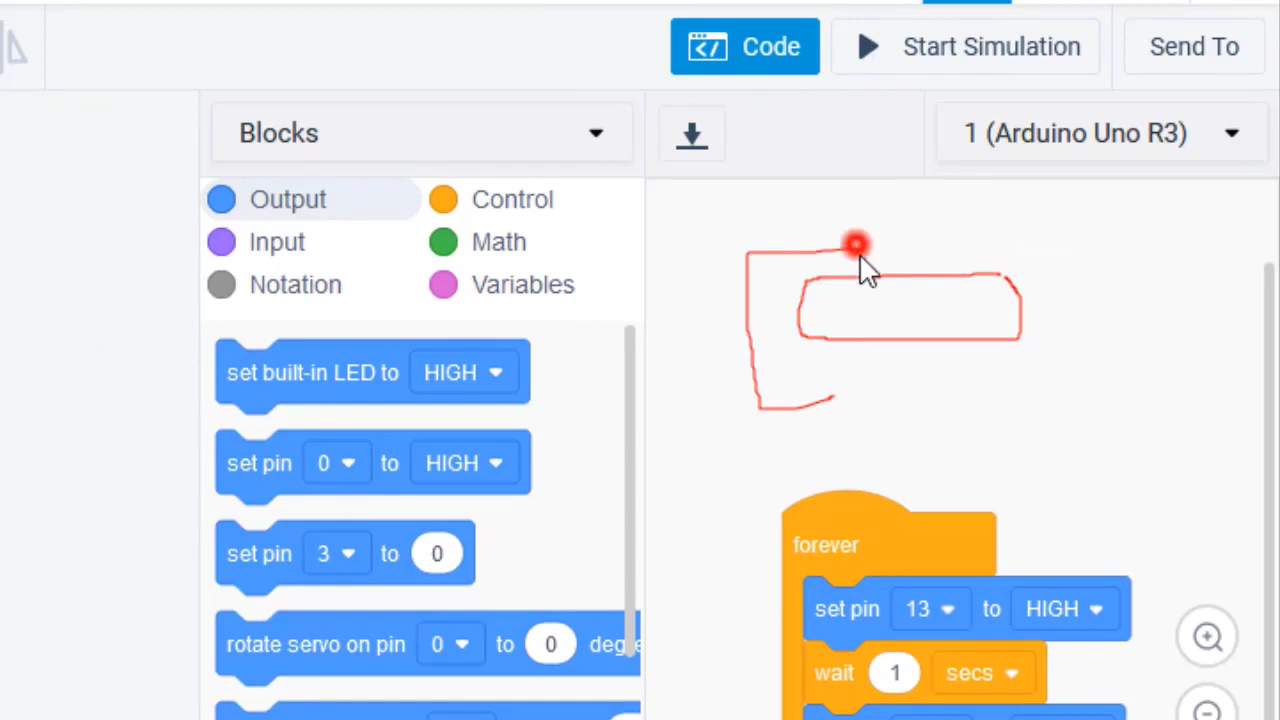 Code
Start Simulation
Send To
Blocks
1 (Arduino Uno R3)
Output
Control
Input
Math
Notation
Variables
set built-in LED to HIGH
set pin 0 to HIGH
set pin 3 to 0
rotate servo on pin 0 to 0
forever
set pin 13 to HIGH
wait 1 secs